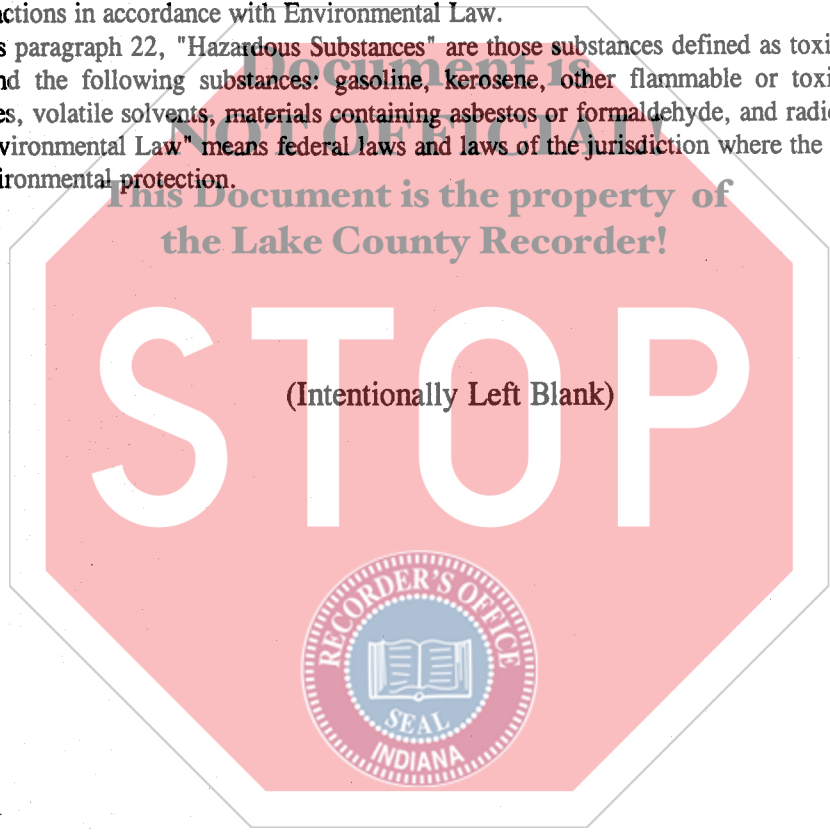 ctions in accordance with Environmental Law.
s paragraph 22, "Hazardous Substances" are those substances defined as toxi
nd the following substances: gasoline, kerosene, other flammable or toxi
es, volatile solvents, materials containing asbestos or formaldehyde, and radio
vironmental Law" means federal laws and laws of the jurisdiction where the
ironmental protection.
Document is
NOT OFFICIAL
This Document is the property of
the Lake County Recorder!
STOP
(Intentionally Left Blank)
RECORDER'S OFFICE
SEAL
INDIANA